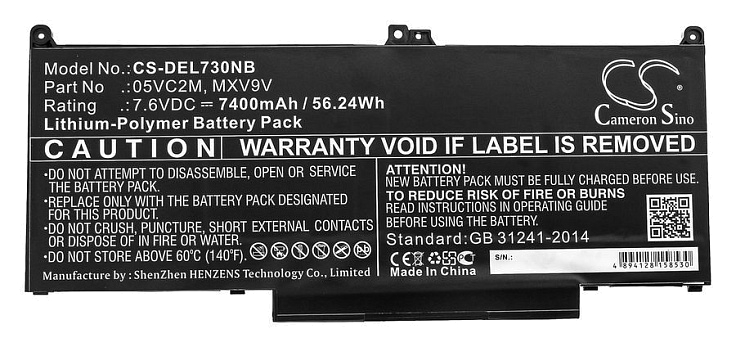 Model No.:CS-DEL730NB
Part No :05VC2M, MXV9V
Rating :7.6VDC ⎓ 7400mAh / 56.24Wh
Lithium-Polymer Battery Pack
CS
Cameron Sino
CAUTION
WARRANTY VOID IF LABEL IS REMOVED
•DO NOT ATTEMPT TO DISASSEMBLE, OPEN OR SERVICE
THE BATTERY PACK.
•REPLACE ONLY WITH THE BATTERY PACK DESIGNATED
FOR THIS PRODUCT.
•DO NOT CRUSH, PUNCTURE, SHORT EXTERNAL CONTACTS
OR DISPOSE OF IN FIRE OR WATER.
•DO NOT STORE ABOVE 60°C (140°F).
Manufacturer : ShenZhen HENZENS Technology Co., Limited
ATTENTION!
NEW BATTERY PACK MUST BE FULLY CHARGED BEFORE USE.
TO REDUCE RISK OF FIRE OR BURNS
READ INSTRUCTIONS IN OPERATING GUIDE
BEFORE USING THE BATTERY.
Standard:GB 31241-2014
CE
Made In China
S/N.:
4 894128 158530